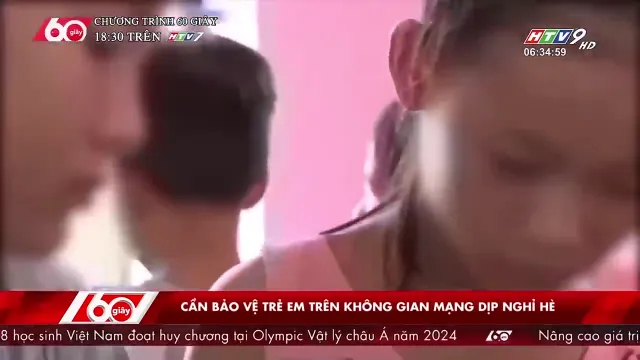 60 giây
CHƯƠNG TRÌNH 60 GIÂY
18:30 TRÊN HTV7
HTV9 HD
06:34:59
60 giây
CẦN BẢO VỆ TRẺ EM TRÊN KHÔNG GIAN MẠNG DỊP NGHỈ HÈ
8 học sinh Việt Nam đoạt huy chương tại Olympic Vật lý châu Á năm 2024 60 giây Nâng cao giá tri